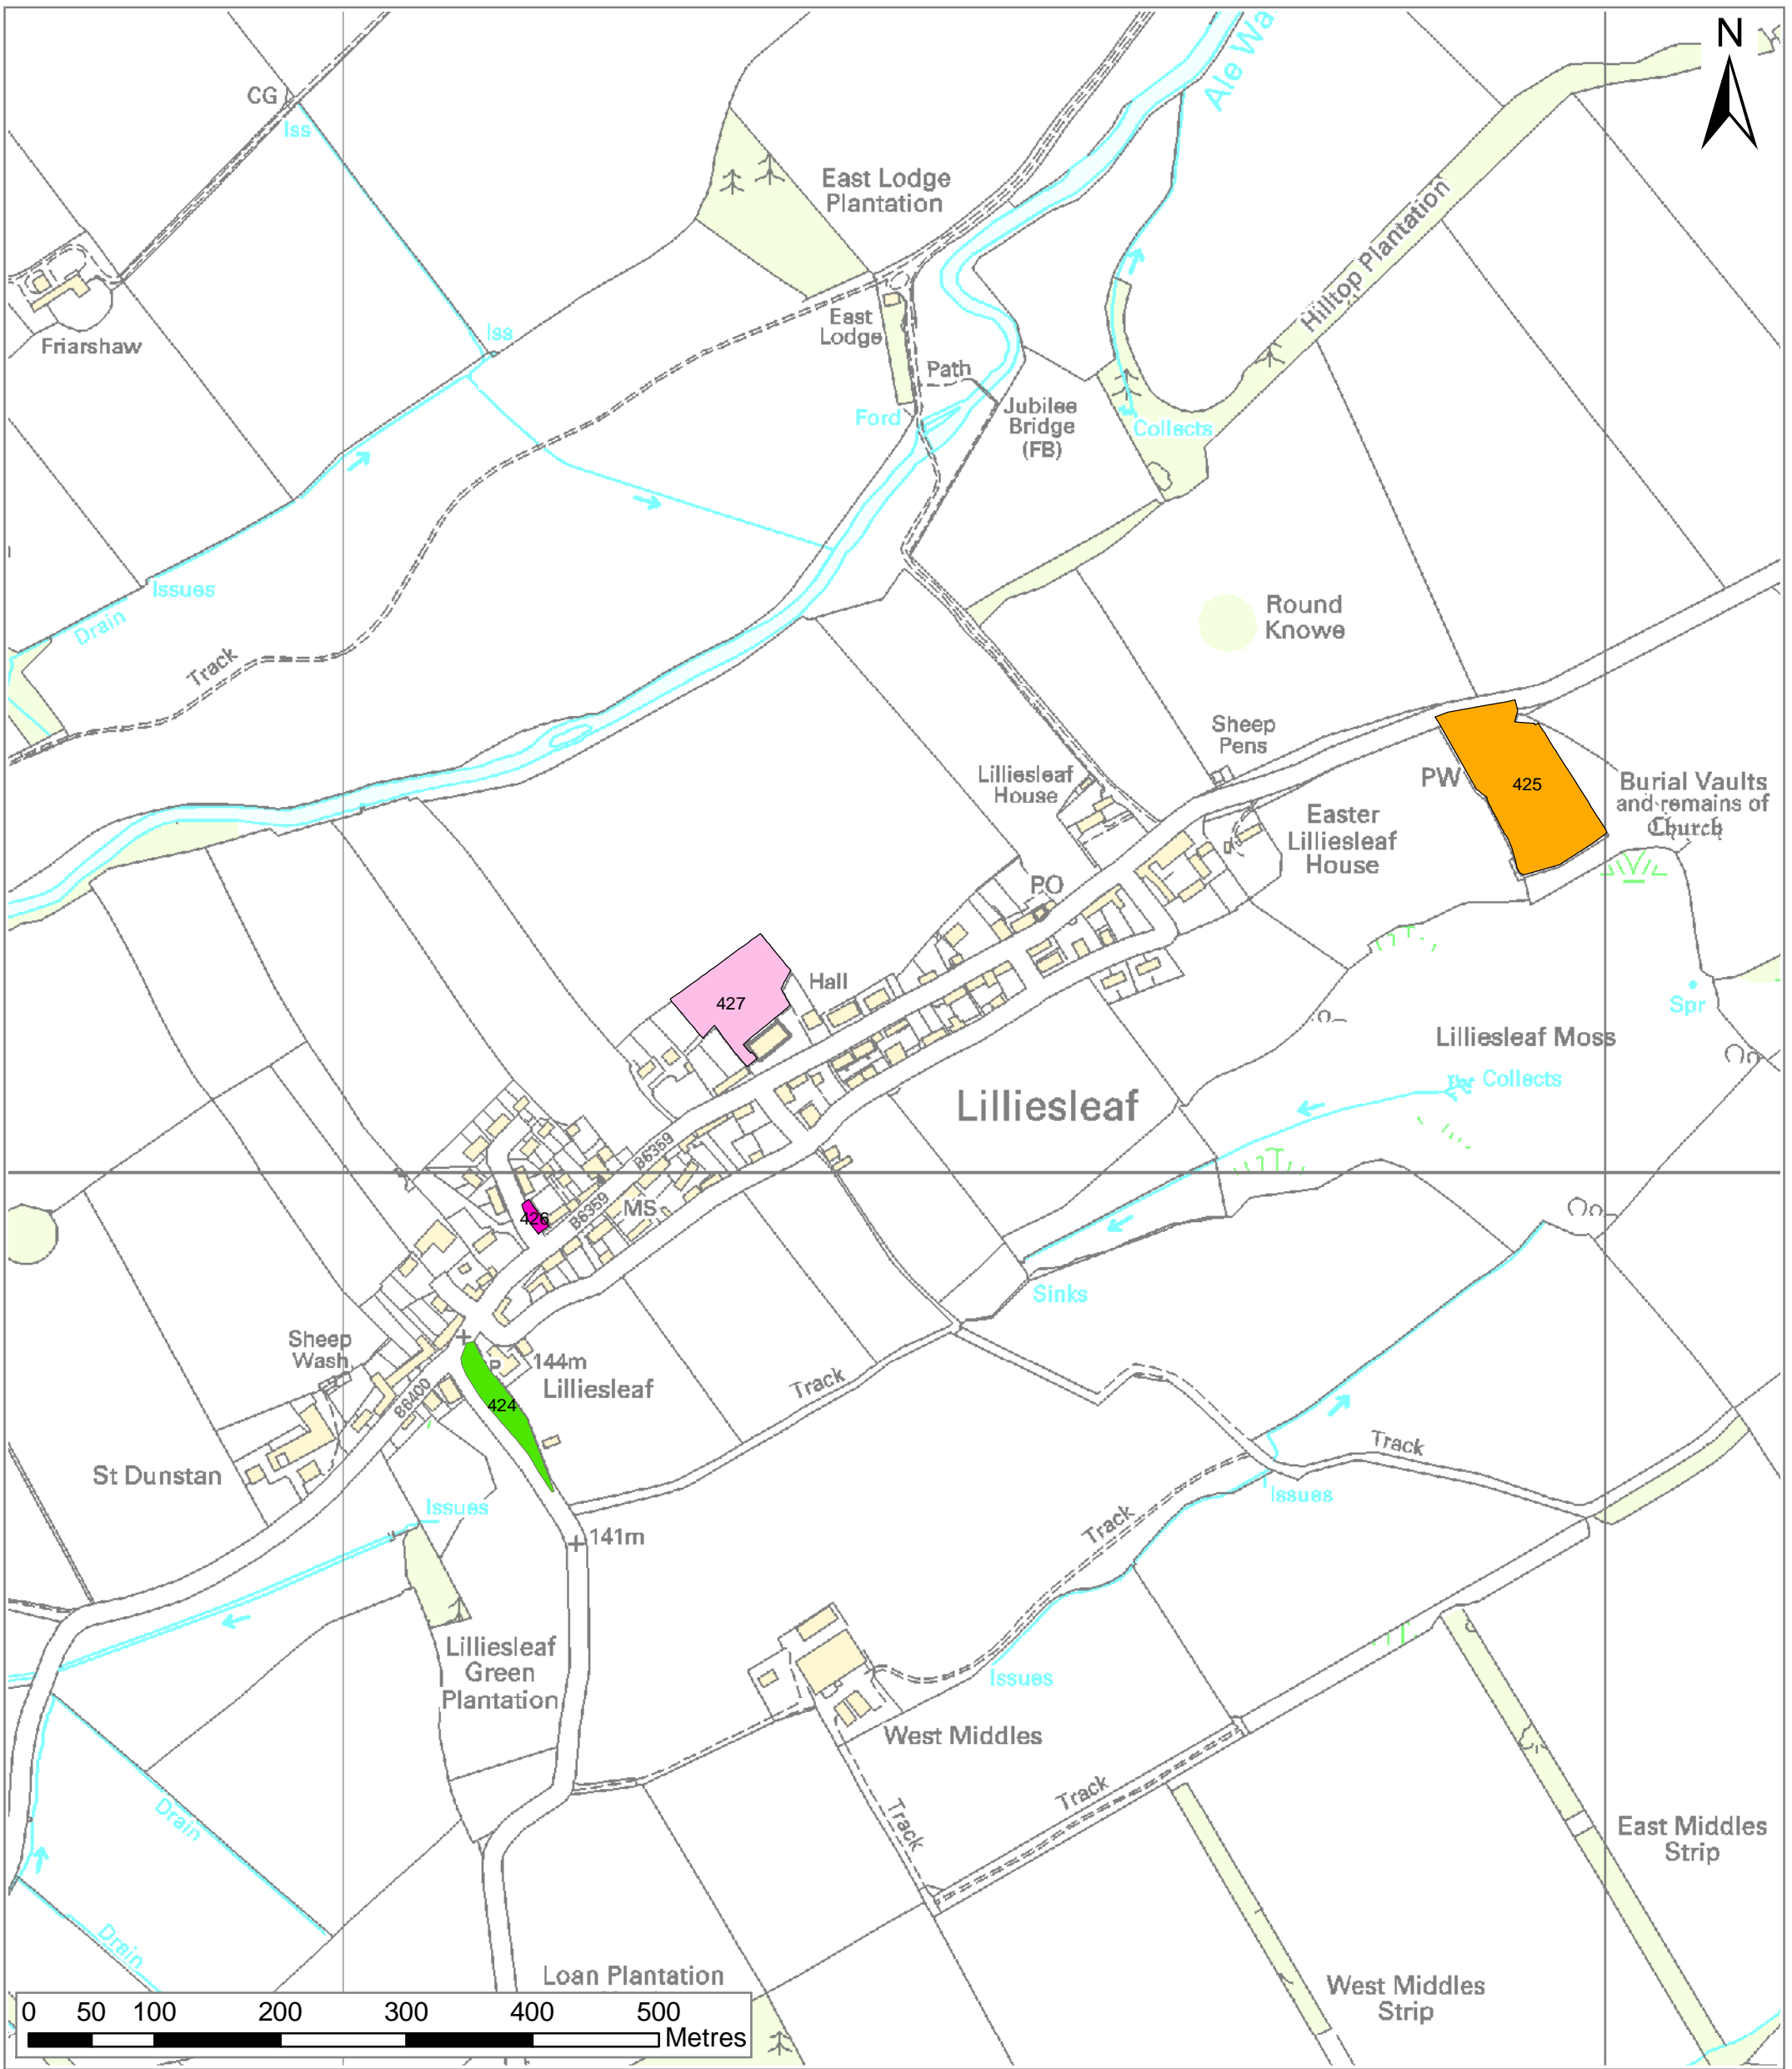 N
Ale Wa
CG
Iss
East Lodge
Plantation
Hilltop Plantation
East
Lodge
Iss
Friarshaw
Path
Ford
Jubilee
Bridge
(FB)
Collects
Issues
Drain
Track
Round
Knowe
Sheep
Pens
Lilliesleaf
House
PW
425
Burial Vaults
and remains of
Church
Easter
Lilliesleaf
House
PO
Hall
427
Spr
Lilliesleaf Moss
Collects
Lilliesleaf
B6359
B6359
MS
426
Sinks
Sheep
Wash
P
144m
Lilliesleaf
B6400
424
Track
Track
St Dunstan
Issues
Issues
141m
Track
Lilliesleaf
Green
Plantation
Issues
West Middles
Track
Track
Drain
East Middles
Strip
Drain
Loan Plantation
West Middles
Strip
0 50 100 200 300 400 500
Metres